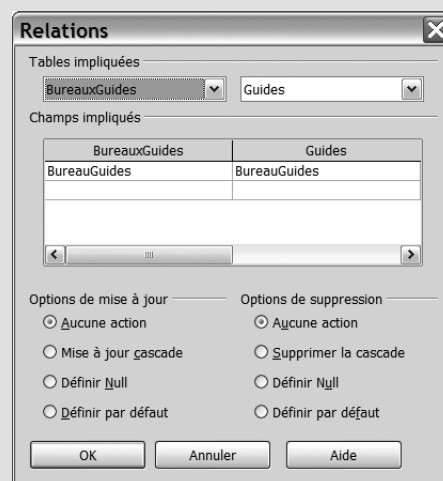 Relations
Tables impliquées
BureauxGuides Guides
Champs impliqués
BureauxGuides Guides
BureauGuides BureauGuides
Options de mise à jour Options de suppression
Aucune action Aucune action
Mise à jour cascade Supprimer la cascade
Définir Null Définir Null
Définir par défaut Définir par défaut
OK Annuler Aide